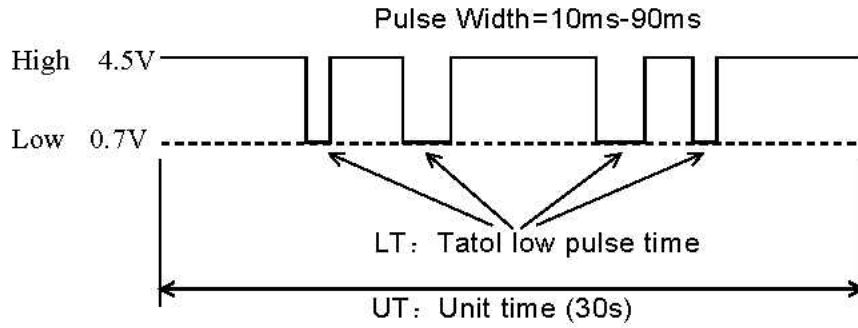 Pulse Width=10ms-90ms
High 4.5V
Low 0.7V
LT: Tatol low pulse time
UT: Unit time (30s)